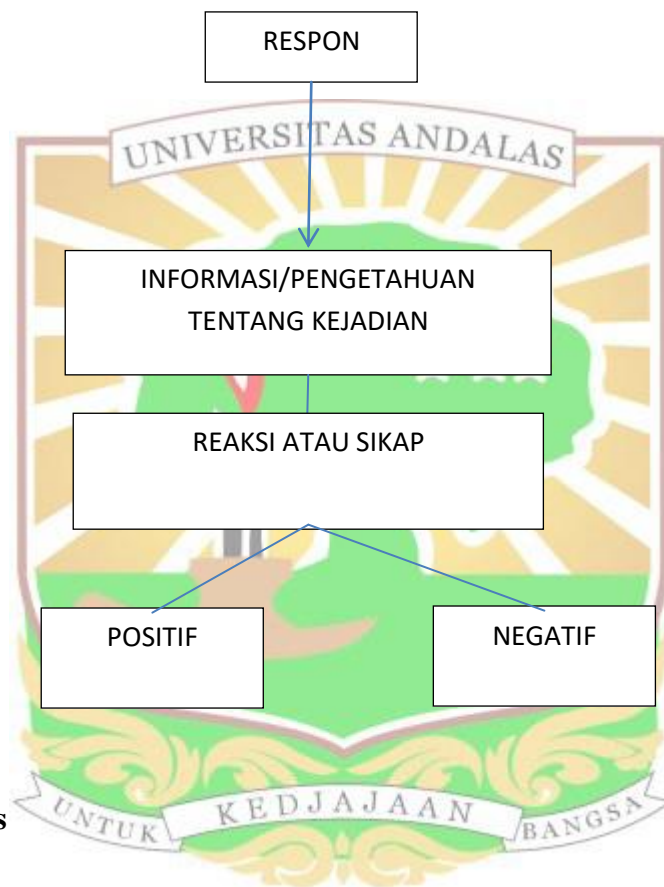 RESPON
UNIVERSITAS ANDALAS
INFORMASI/PENGETAHUAN
TENTANG KEJADIAN
REAKSI ATAU SIKAP
POSITIF
NEGATIF
s
UNTUK KEDJAJAAN BANGSA